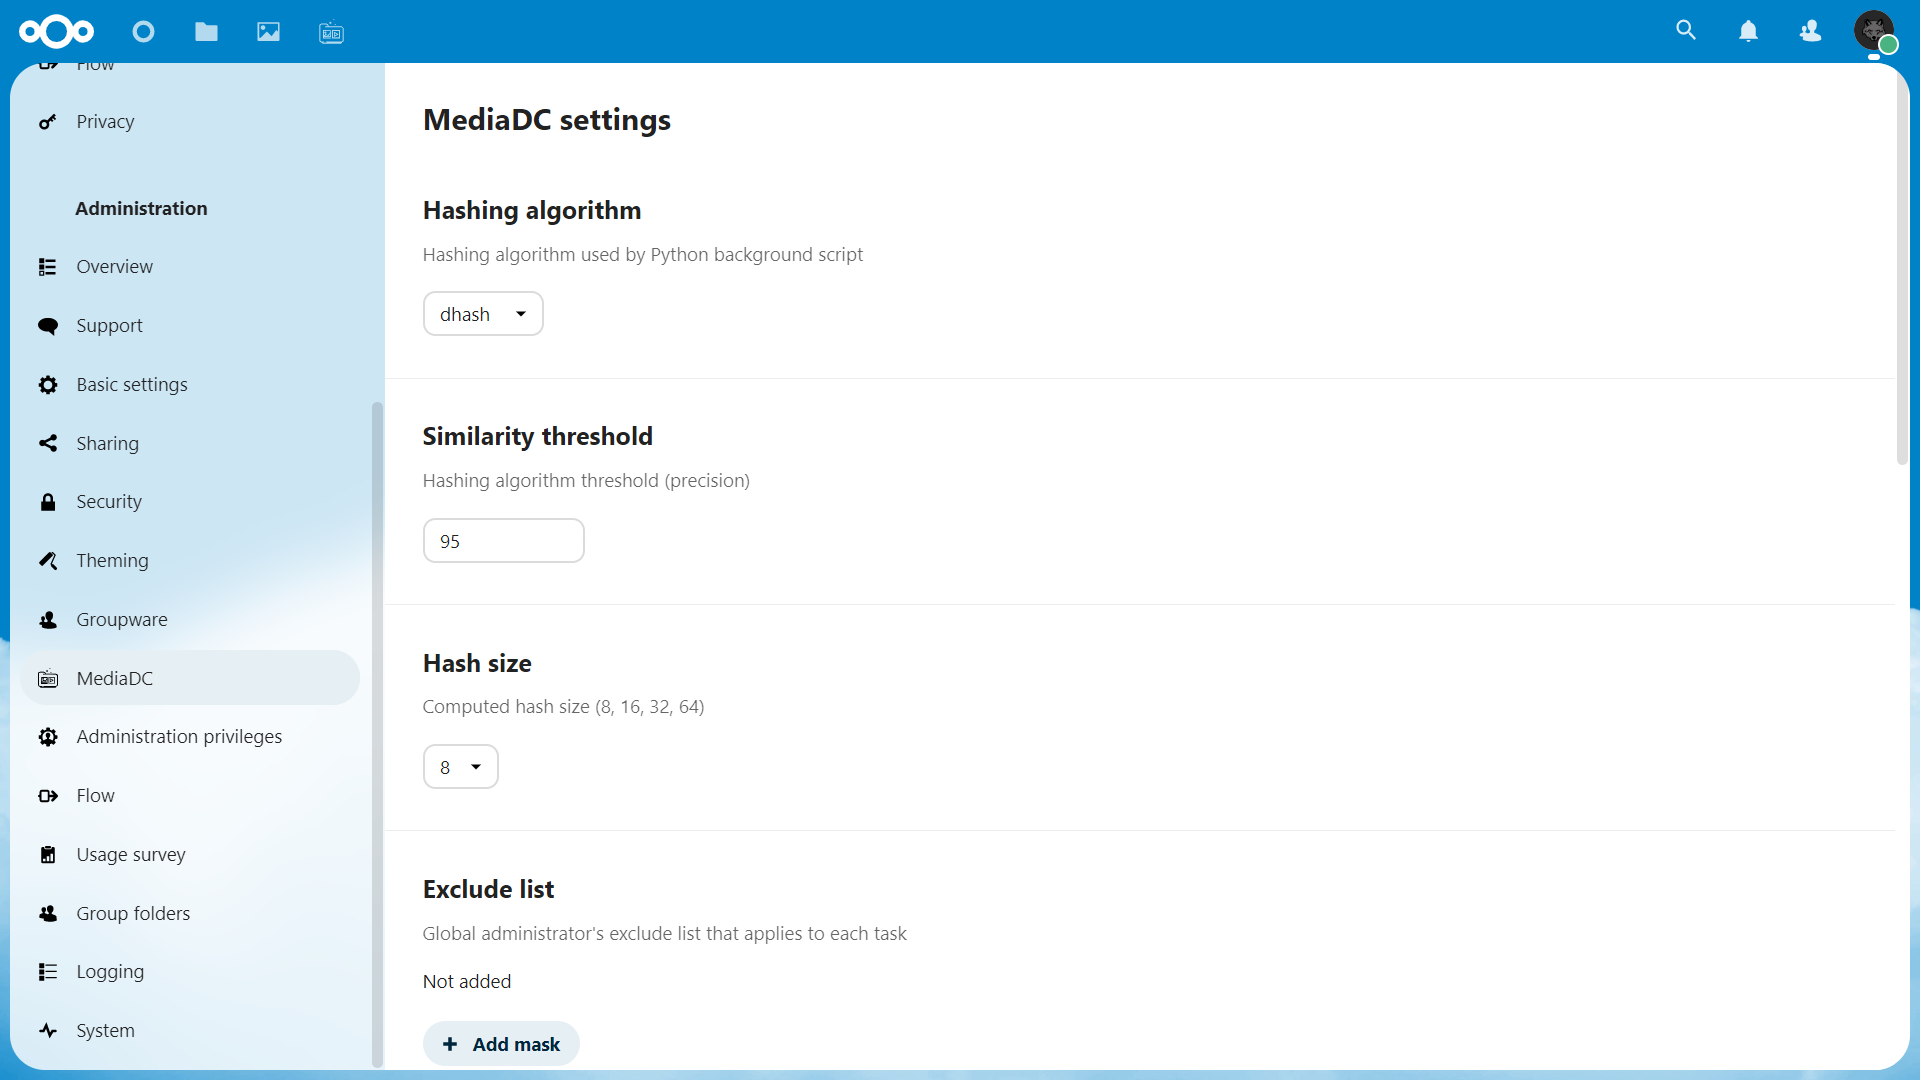 Flow
Privacy
Administration
Overview
Support
Basic settings
Sharing
Security
Theming
Groupware
MediaDC
Administration privileges
Flow
Usage survey
Group folders
Logging
System
MediaDC settings
Hashing algorithm
Hashing algorithm used by Python background script
dhash
Similarity threshold
Hashing algorithm threshold (precision)
95
Hash size
Computed hash size (8, 16, 32, 64)
8
Exclude list
Global administrator's exclude list that applies to each task
Not added
Add mask